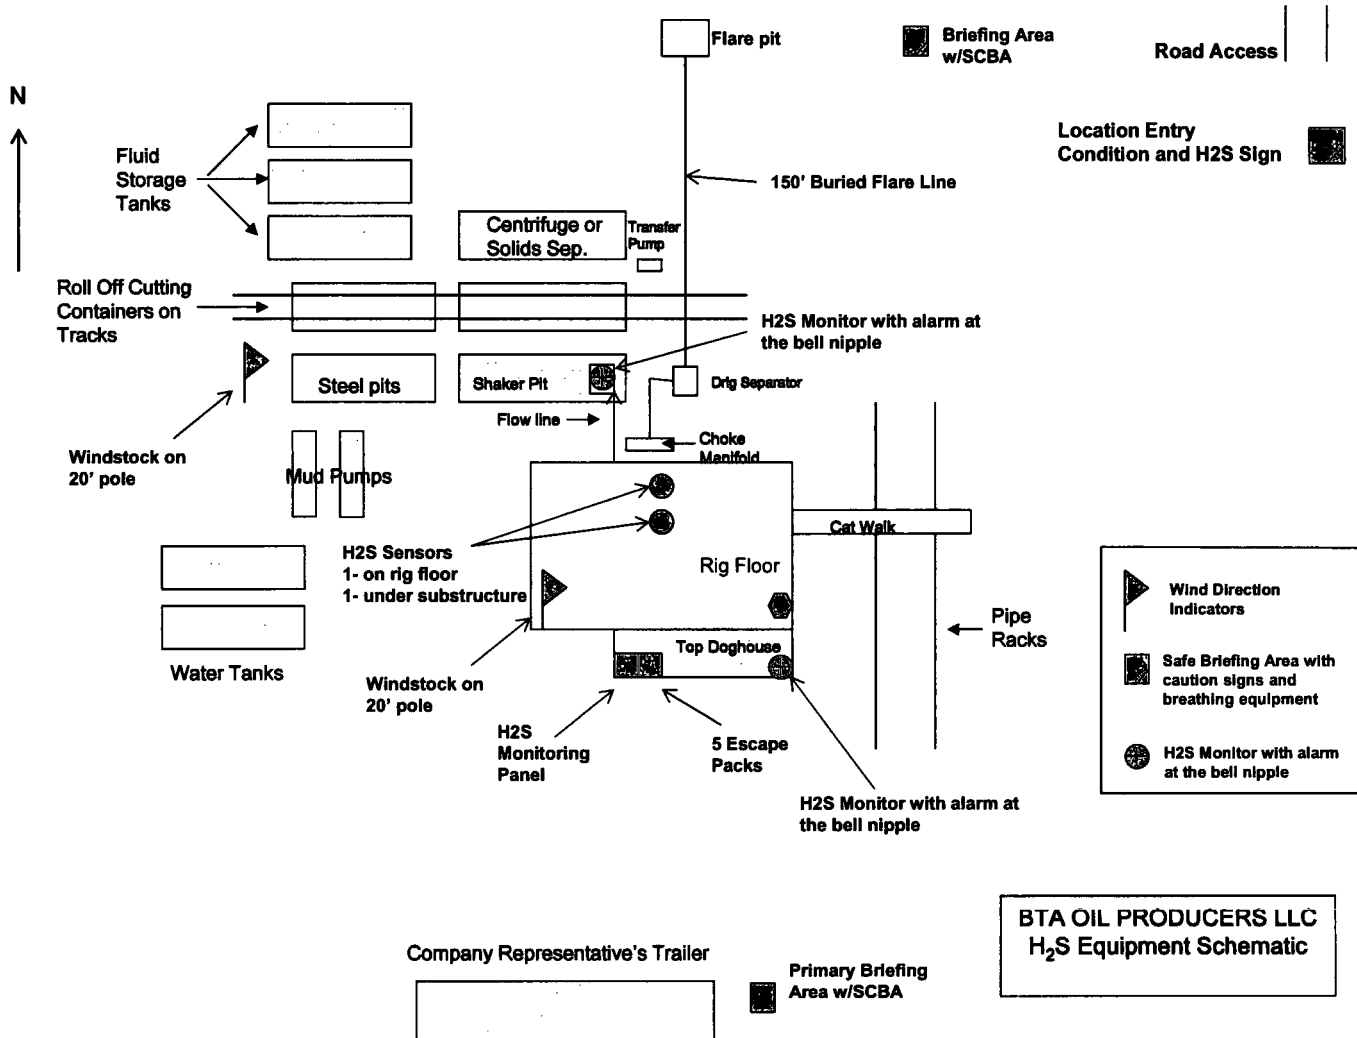 Flare pit
Briefing Area
w/SCBA
Road Access
N
Location Entry
Condition and H2S Sign
Fluid
Storage
Tanks
150' Buried Flare Line
Centrifuge or
Solids Sep.
Transfer
Pump
Roll Off Cutting
Containers on
Tracks
H2S Monitor with alarm at
the bell nipple
Steel pits
Shaker Pit
Drlg Separator
Flow line
Choke
Manifold
Windstock on
20' pole
Mud Pumps
Cat Walk
H2S Sensors
1- on rig floor
1- under substructure
Rig Floor
Wind Direction
Indicators
Pipe
Racks
Top Doghouse
Water Tanks
Safe Briefing Area with
caution signs and
breathing equipment
Windstock on
20' pole
H2S
Monitoring
Panel
5 Escape
Packs
H2S Monitor with alarm
at the bell nipple
H2S Monitor with alarm at
the bell nipple
BTA OIL PRODUCERS LLC
H₂S Equipment Schematic
Company Representative's Trailer
Primary Briefing
Area w/SCBA